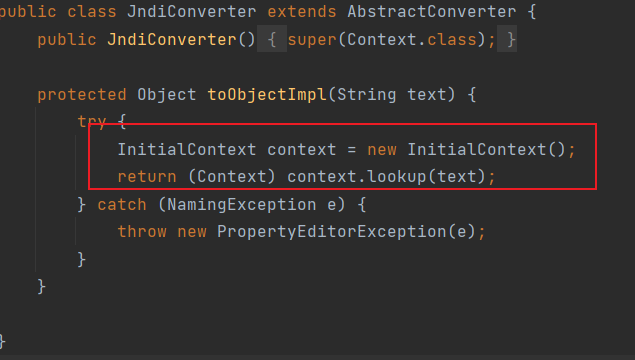 public class JndiConverter extends AbstractConverter {
public JndiConverter() { super(Context.class); }
protected Object toObjectImpl(String text) {
try {
InitialContext context = new InitialContext();
return (Context) context.lookup(text);
} catch (NamingException e) {
throw new PropertyEditorException(e);
}
}
}